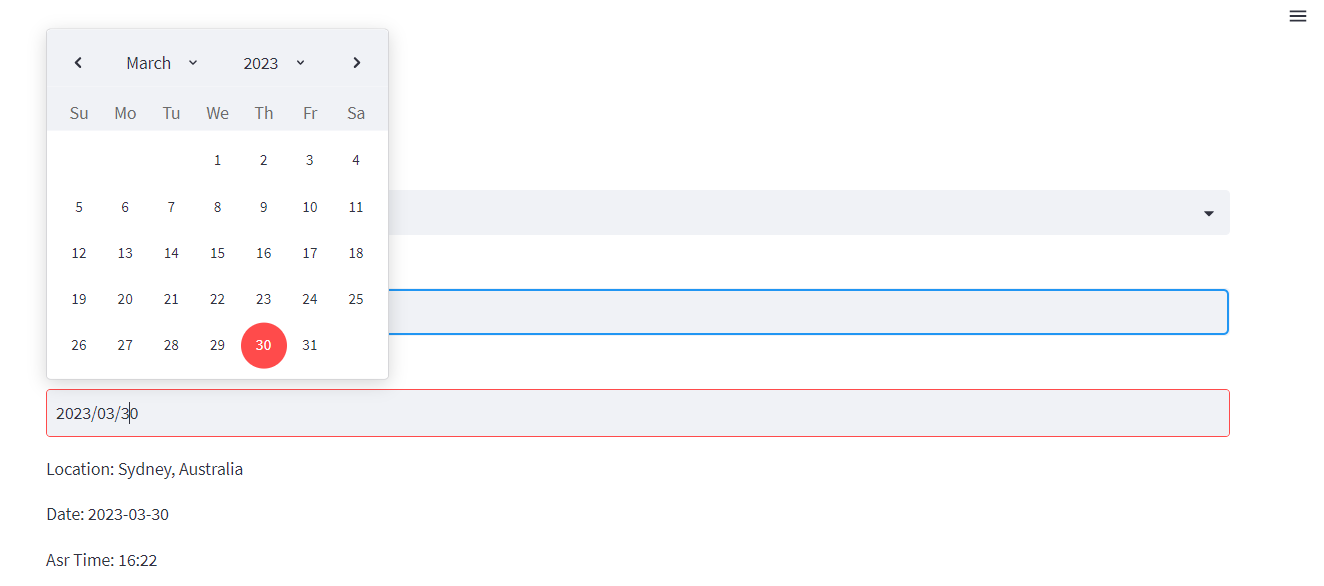 March 2023
Su Mo Tu We Th Fr Sa
1 2 3 4
5 6 7 8 9 10 11
12 13 14 15 16 17 18
19 20 21 22 23 24 25
26 27 28 29 30 31
2023/03/30
Location: Sydney, Australia
Date: 2023-03-30
Asr Time: 16:22